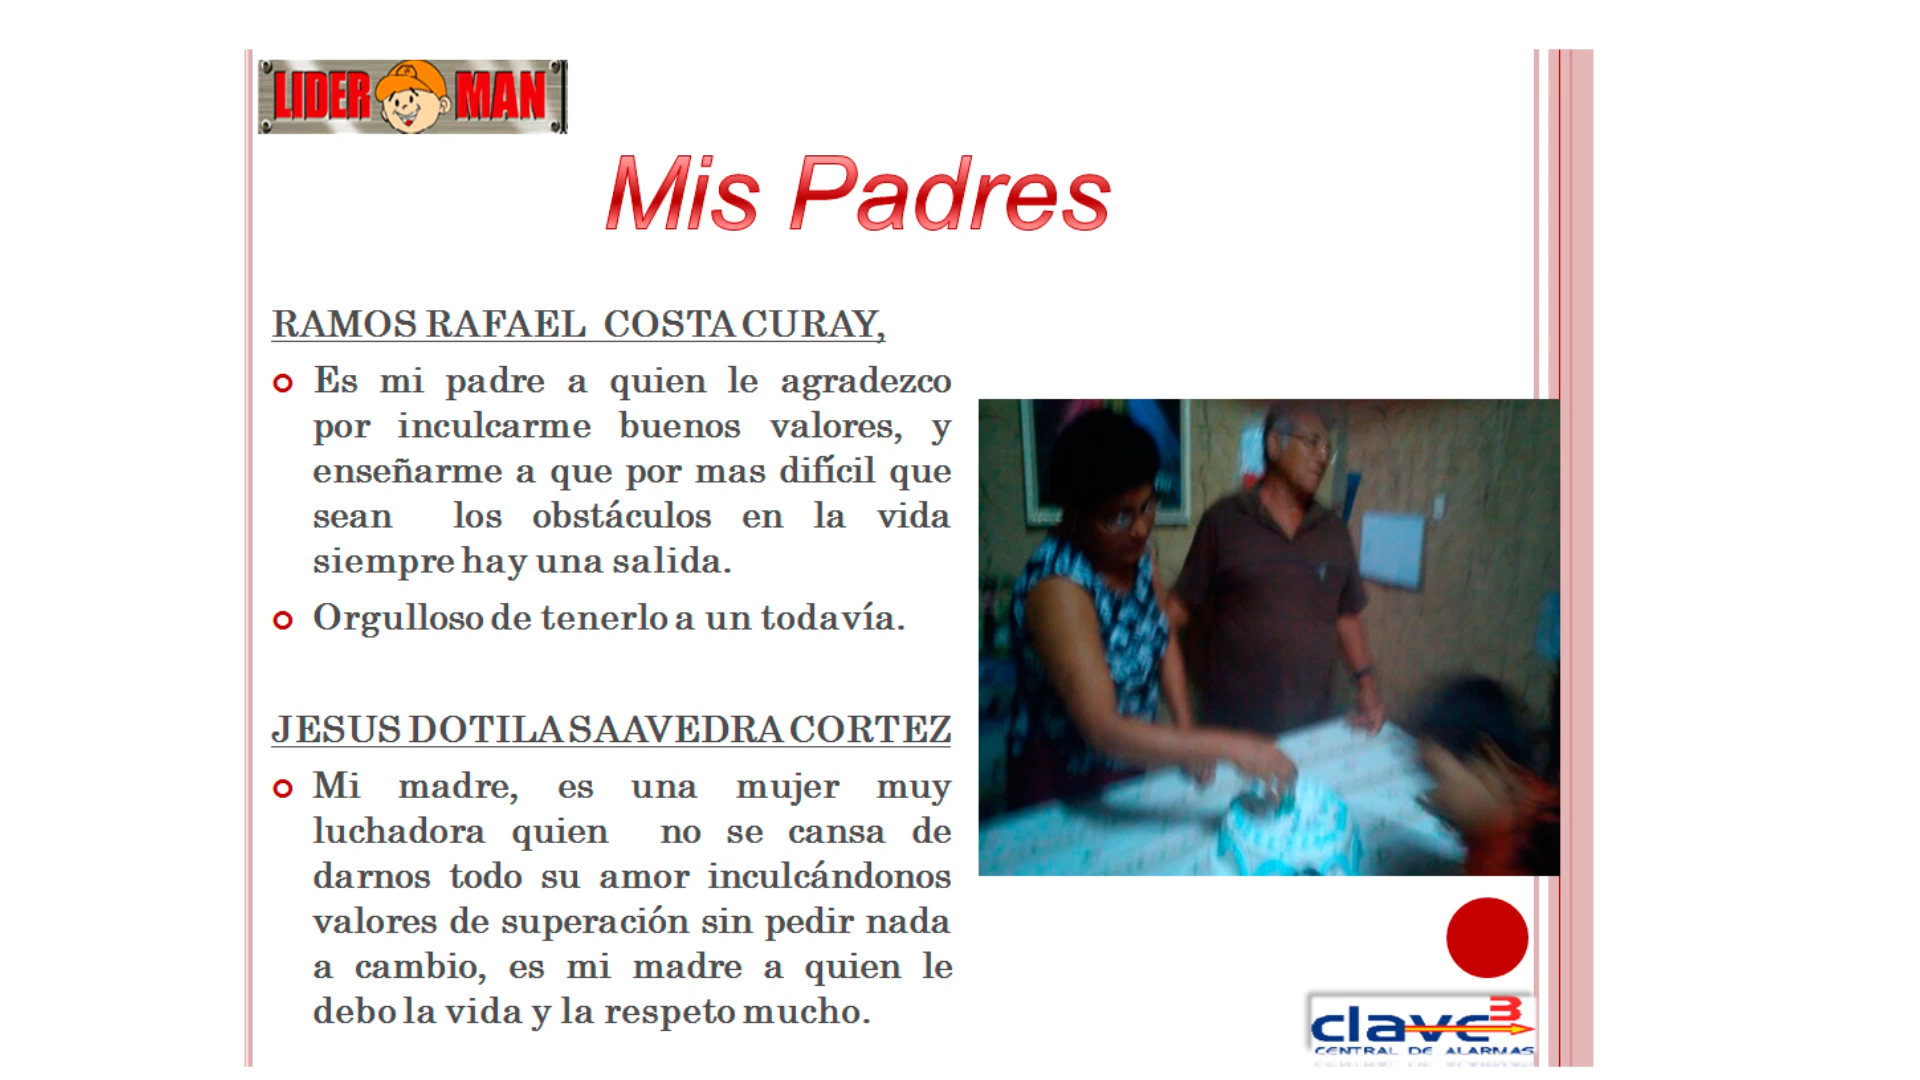 LIDER MAN
Mis Padres
RAMOS RAFAEL COSTA CURAY,
Es mi padre a quien le agradezco
por inculcarme buenos valores, y
enseñarme a que por mas difícil que
sean los obstáculos en la vida
siempre hay una salida.
Orgulloso de tenerlo a un todavía.
JESUS DOTILA SAAVEDRA CORTEZ
Mi madre, es una mujer muy
luchadora quien no se cansa de
darnos todo su amor inculcándonos
valores de superación sin pedir nada
a cambio, es mi madre a quien le
debo la vida y la respeto mucho.
clave3
CENTRAL DE ALARMAS